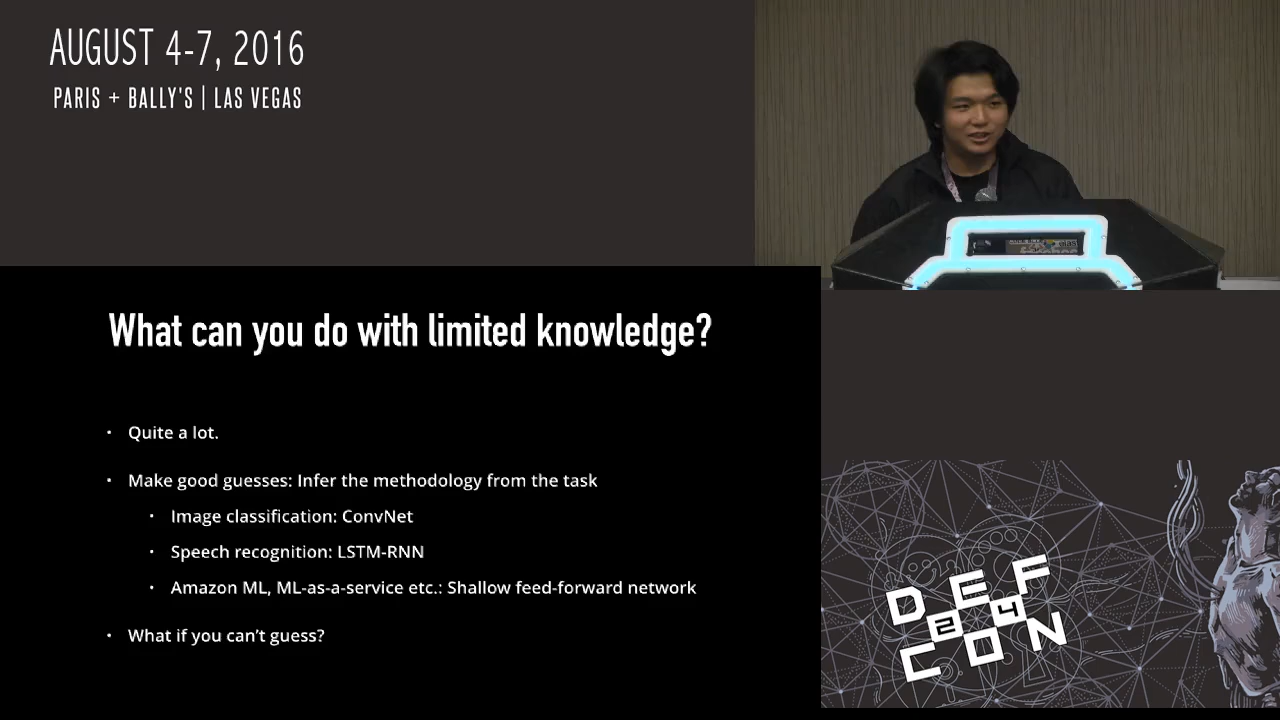 AUGUST 4-7, 2016
PARIS + BALLY'S | LAS VEGAS
What can you do with limited knowledge?
• Quite a lot.
• Make good guesses: Infer the methodology from the task
• Image classification: ConvNet
• Speech recognition: LSTM-RNN
• Amazon ML, ML-as-a-service etc.: Shallow feed-forward network
• What if you can't guess?
DEF
24
CON